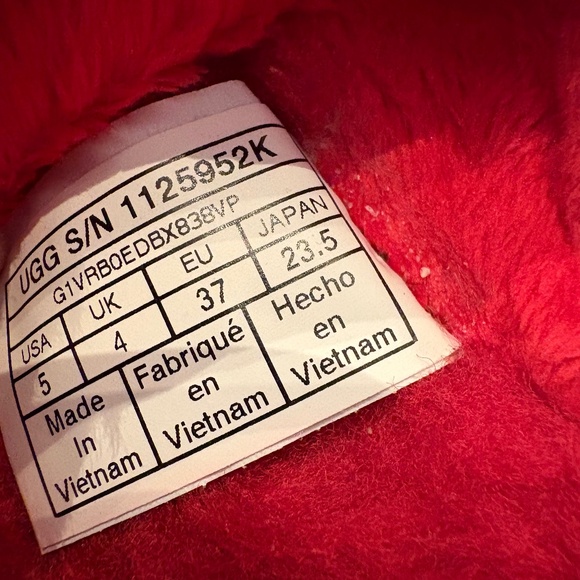 UGG S/N 1125952K
G1VRB0EDBX838VP
USA UK EU JAPAN
5 4 37 23.5
Made In Vietnam
Fabriqué en Vietnam
Hecho en Vietnam